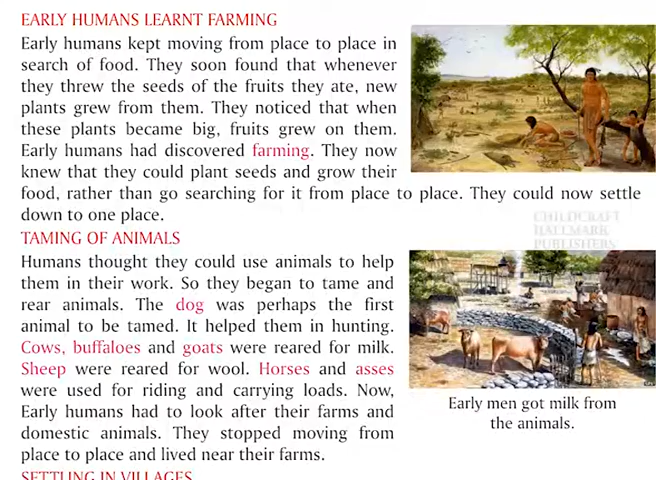 EARLY HUMANS LEARNT FARMING
Early humans kept moving from place to place in
search of food. They soon found that whenever
they threw the seeds of the fruits they ate, new
plants grew from them. They noticed that when
these plants became big, fruits grew on them.
Early humans had discovered farming. They now
knew that they could plant seeds and grow their
food, rather than go searching for it from place to place. They could now settle
down to one place.
CHILDCRAFT
HALLMARK
PUBLISHERS
TAMING OF ANIMALS
Humans thought they could use animals to help
them in their work. So they began to tame and
rear animals. The dog was perhaps the first
animal to be tamed. It helped them in hunting.
Cows, buffaloes and goats were reared for milk.
Sheep were reared for wool. Horses and asses
were used for riding and carrying loads. Now,
Early humans had to look after their farms and
domestic animals. They stopped moving from
place to place and lived near their farms.
Early men got milk from
the animals.
SETTLING IN VILLAGES